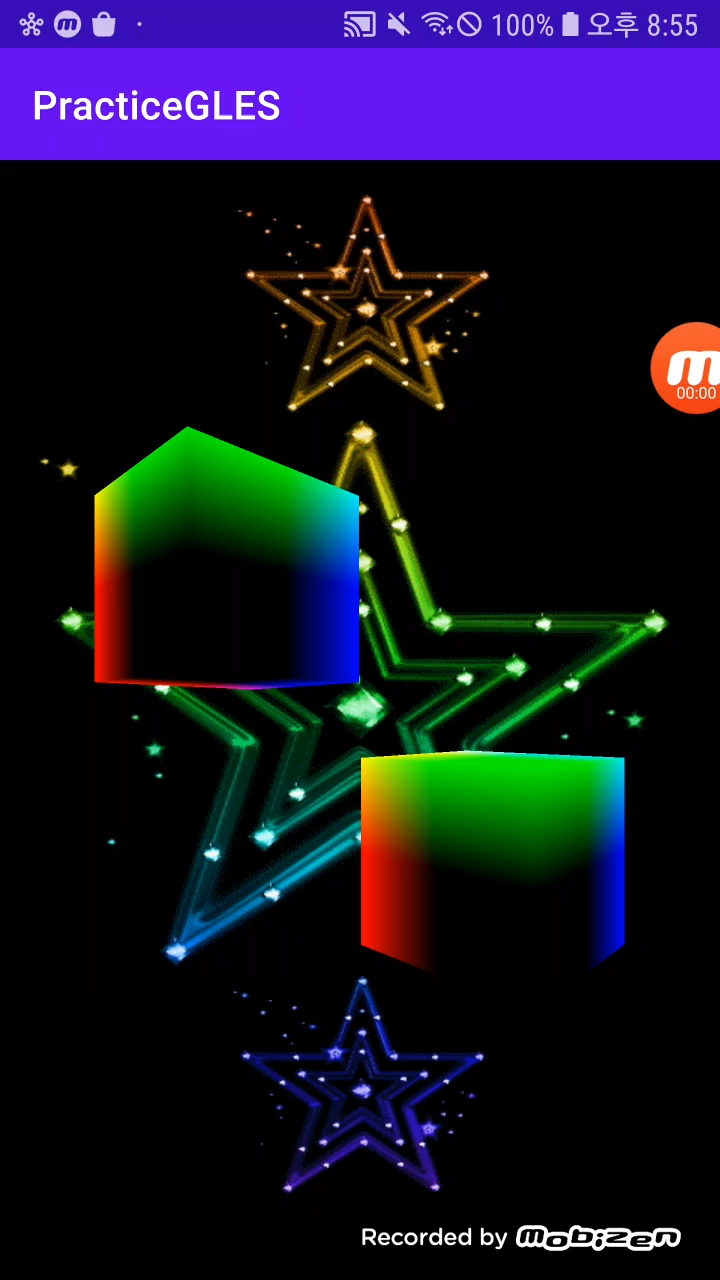 100% 오후 8:55
PracticeGLES
m
00:00
Recorded by mobizen